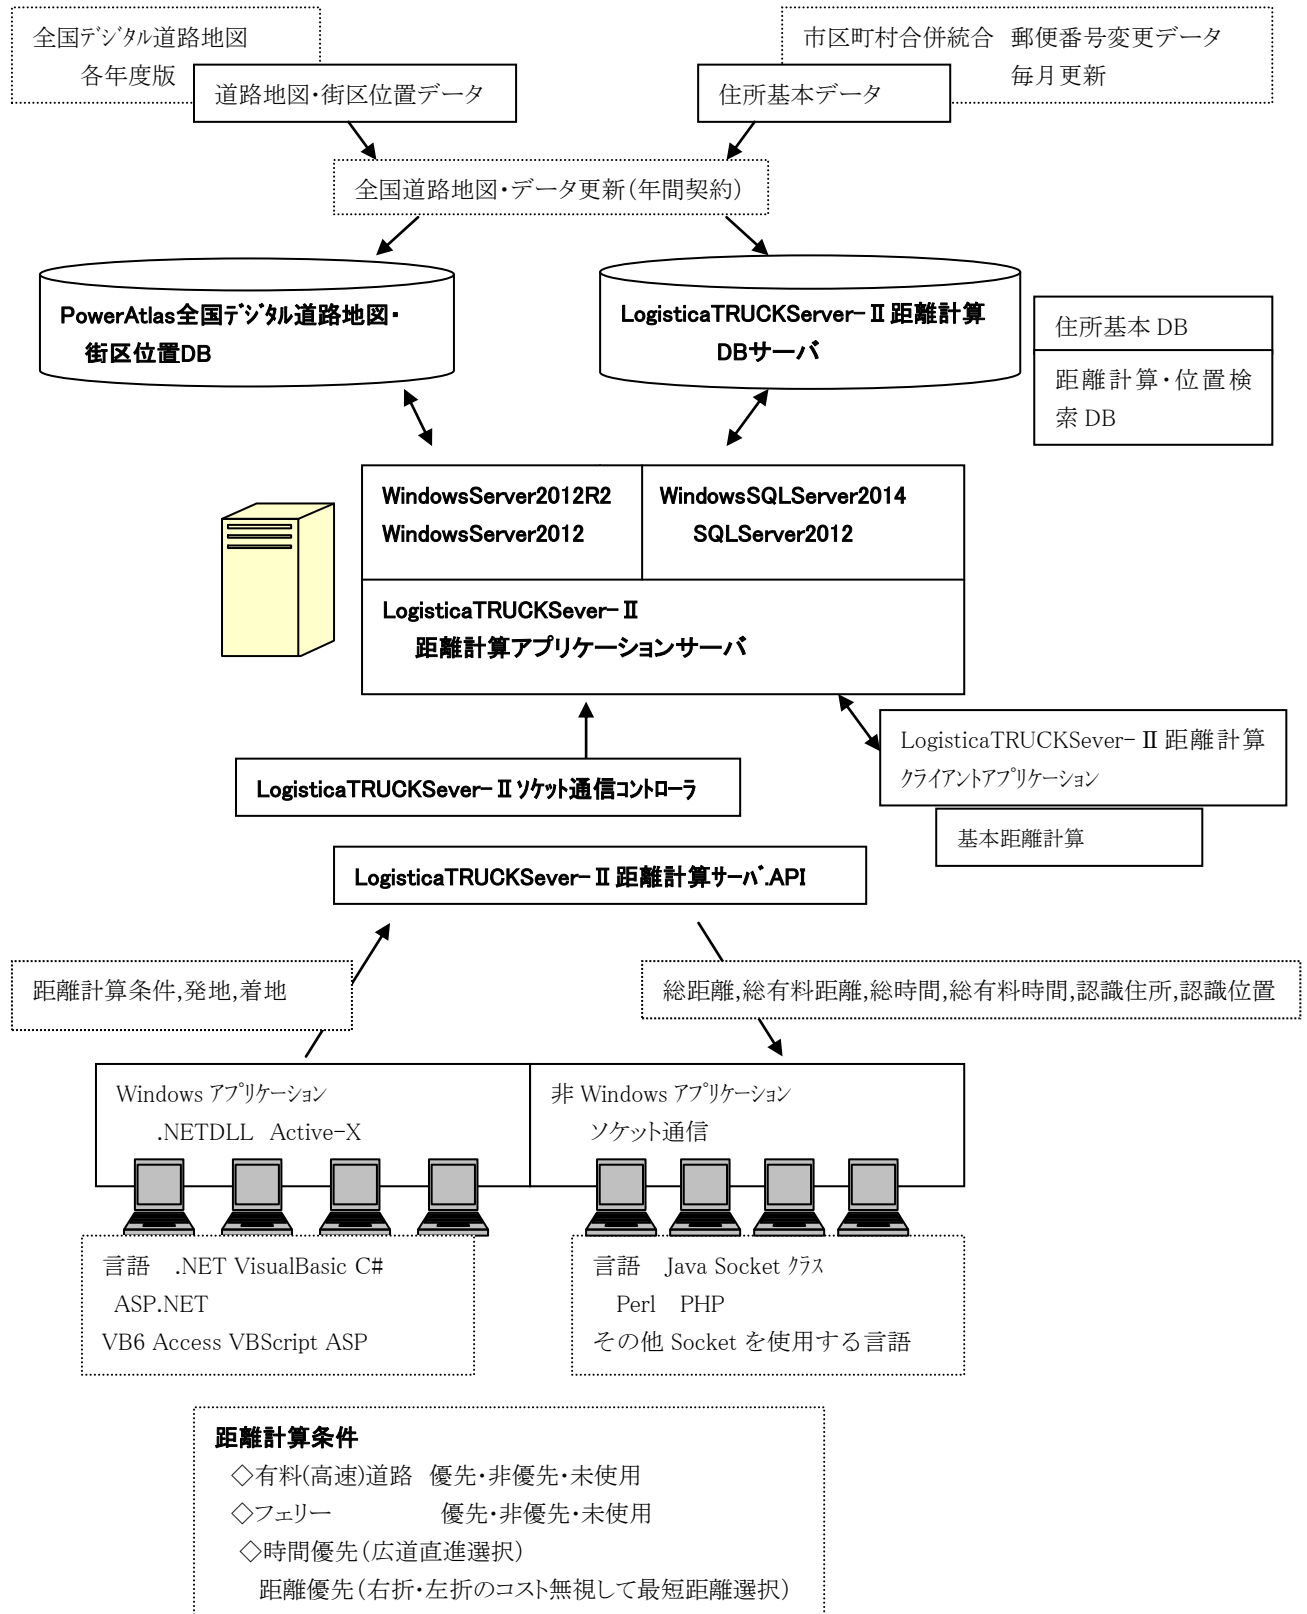 全国ﾃﾞｼﾞﾀﾙ道路地図
各年度版
道路地図・街区位置データ
市区町村合併統合 郵便番号変更データ
毎月更新
住所基本データ
全国道路地図・データ更新(年間契約)
PowerAtlas全国ﾃﾞｼﾞﾀﾙ道路地図・
街区位置DB
LogisticaTRUCKServer-Ⅱ距離計算
DBサーバ
住所基本 DB
距離計算・位置検
索 DB
WindowsServer2012R2
WindowsServer2012
WindowsSQLServer2014
SQLServer2012
LogisticaTRUCKSever-Ⅱ
距離計算アプリケーションサーバ
LogisticaTRUCKSever-Ⅱ距離計算
ｸﾗｲｱﾝﾄｱﾌﾟﾘｹｰｼｮﾝ
基本距離計算
LogisticaTRUCKSever-Ⅱｿｹｯﾄ通信ｺﾝﾄﾛｰﾗ
LogisticaTRUCKSever-Ⅱ距離計算ｻｰﾊﾞ.API
距離計算条件,発地,着地
総距離,総有料距離,総時間,総有料時間,認識住所,認識位置
Windows ｱﾌﾟﾘｹｰｼｮﾝ
.NETDLL Active-X
非 Windows ｱﾌﾟﾘｹｰｼｮﾝ
ソケット通信
言語 .NET VisualBasic C#
ASP.NET
VB6 Access VBScript ASP
言語 Java Socket ｸﾗｽ
Perl PHP
その他 Socket を使用する言語
距離計算条件
◇有料(高速)道路 優先・非優先・未使用
◇フェリー 優先・非優先・未使用
◇時間優先(広道直進選択)
距離優先(右折・左折のコスト無視して最短距離選択)